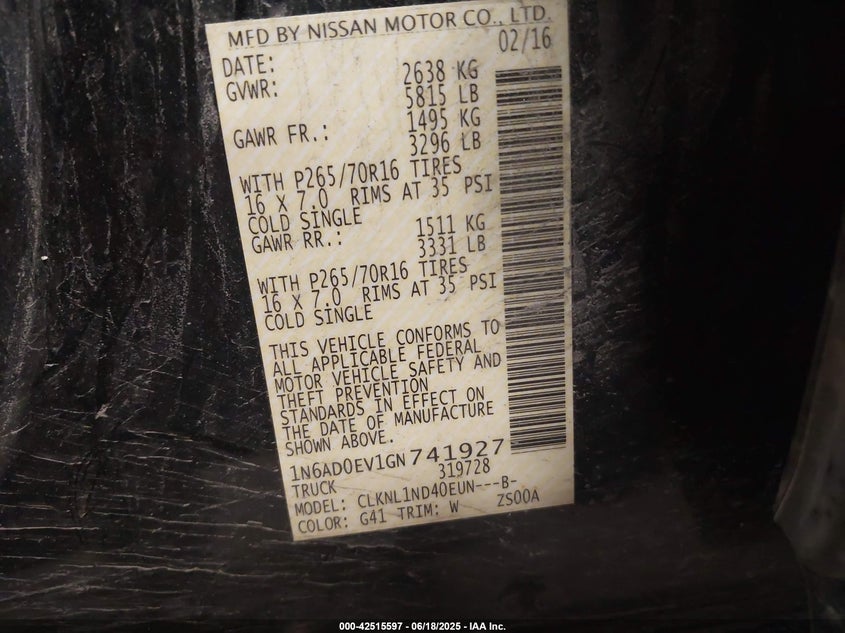 MFD BY NISSAN MOTOR CO., LTD.
DATE: 02/16
GVWR: 2638 KG
5815 LB
GAWR FR.: 1495 KG
3296 LB
WITH P265/70R16 TIRES
16 X 7.0 RIMS AT 35 PSI
COLD SINGLE
GAWR RR.: 1511 KG
3331 LB
WITH P265/70R16 TIRES
16 X 7.0 RIMS AT 35 PSI
COLD SINGLE
THIS VEHICLE CONFORMS TO
ALL APPLICABLE FEDERAL
MOTOR VEHICLE SAFETY AND
THEFT PREVENTION
STANDARDS IN EFFECT ON
THE DATE OF MANUFACTURE
SHOWN ABOVE.
1N6AD0EV1GN741927
TRUCK 319728
MODEL: CLKNL1ND40EUN---B-
COLOR: G41 TRIM: W ZS00A
000-42515597 - 06/18/2025 - IAA Inc.